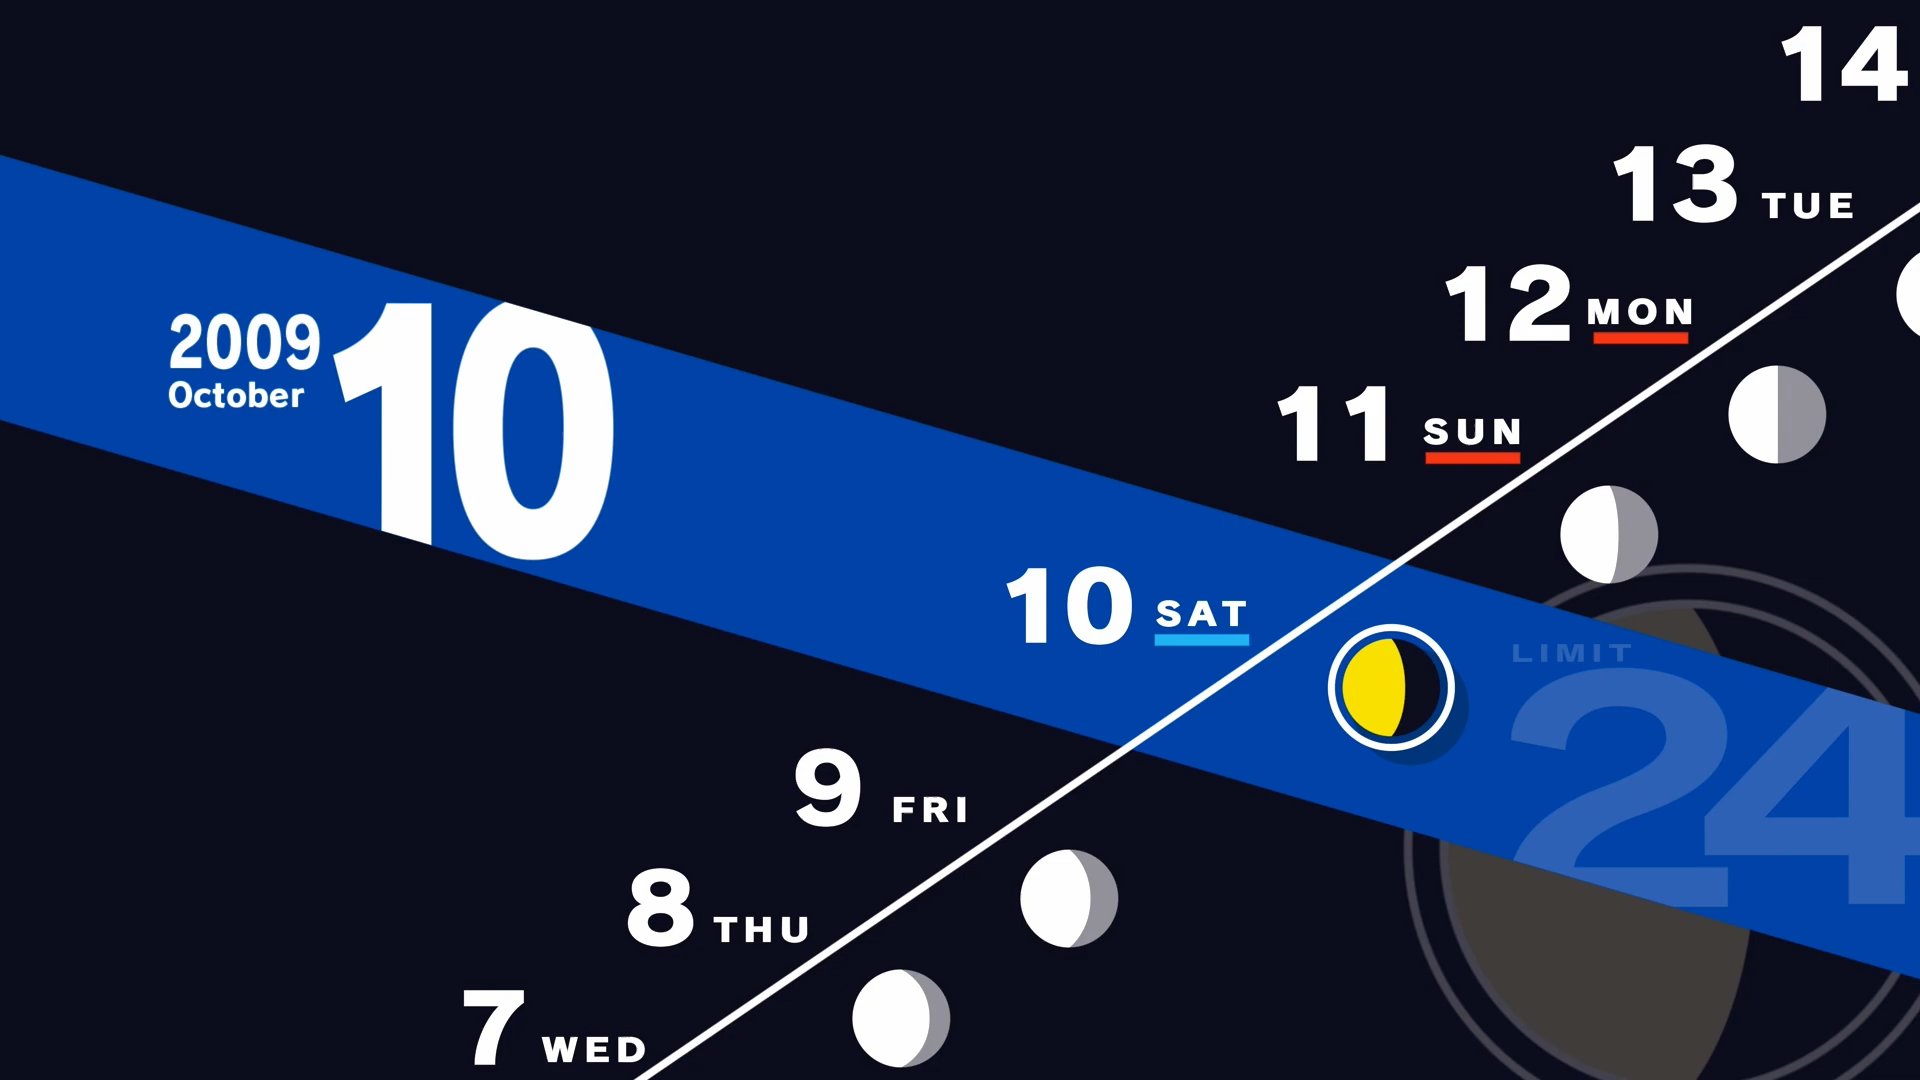 14
13 TUE
12 MON
2009
October
10
11 SUN
10 SAT
LIMIT
24
9 FRI
8 THU
7 WED